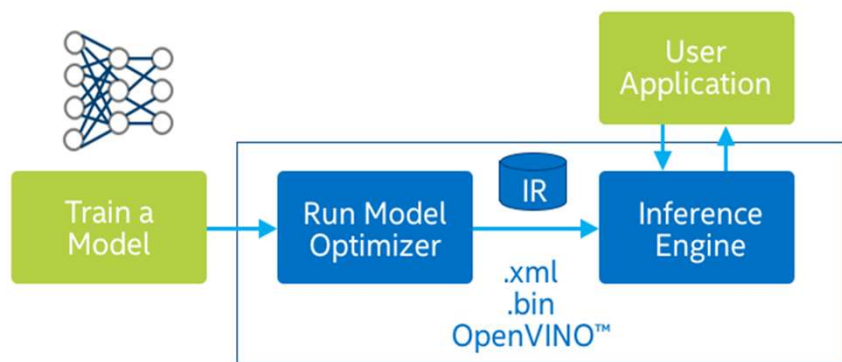 User
Application
Train a
Model
Run Model
Optimizer
IR
.xml
.bin
OpenVINO™
Inference
Engine